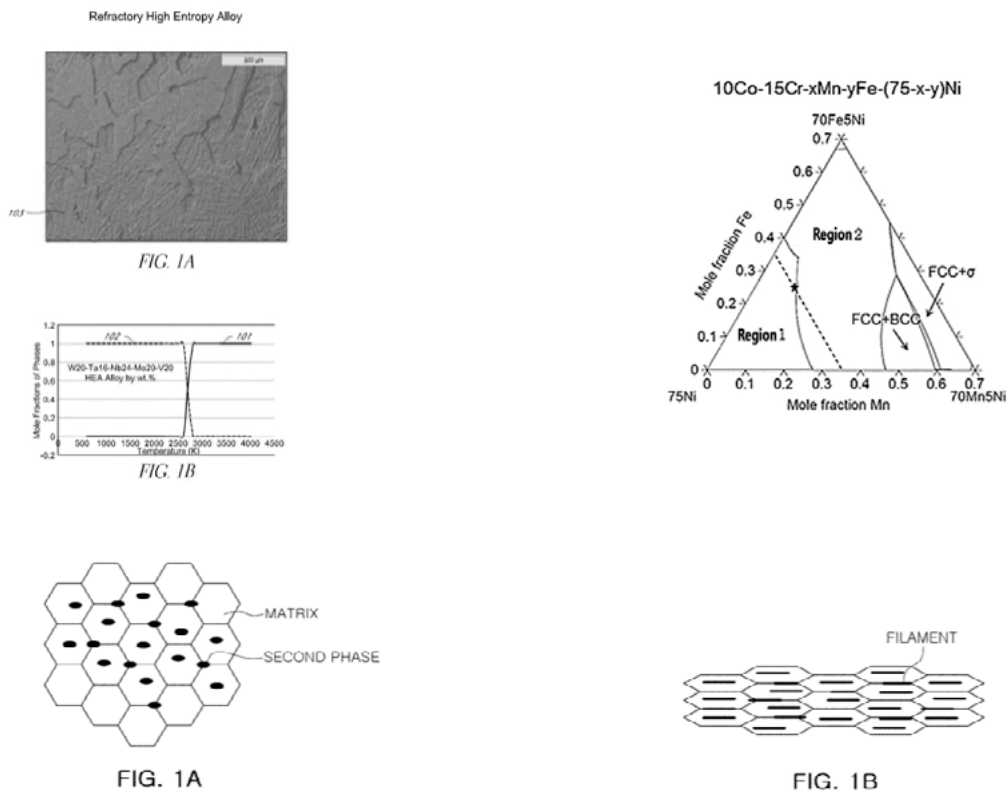 Refractory High Entropy Alloy
103
FIG. 1A
1.2
1
0.8
0.6
0.4
0.2
0
-0.2
Mole Fractions of Phases
102
101
W20-Ta16-Nb24-Mo20-V20
HEA Alloy by wt.%
0 500 1000 1500 2000 2500 3000 3500 4000 4500
Temperature (K)
FIG. 1B
10Co-15Cr-xMn-yFe-(75-x-y)Ni
70Fe5Ni
0.7
0.6
0.5
0.4
0.3
0.2
0.1
0
Mole fraction Fe
Region 2
Region 1
FCC+σ
FCC+BCC
75Ni
0 0.1 0.2 0.3 0.4 0.5 0.6 0.7
70Mn5Ni
Mole fraction Mn
MATRIX
SECOND PHASE
FIG. 1A
FILAMENT
FIG. 1B